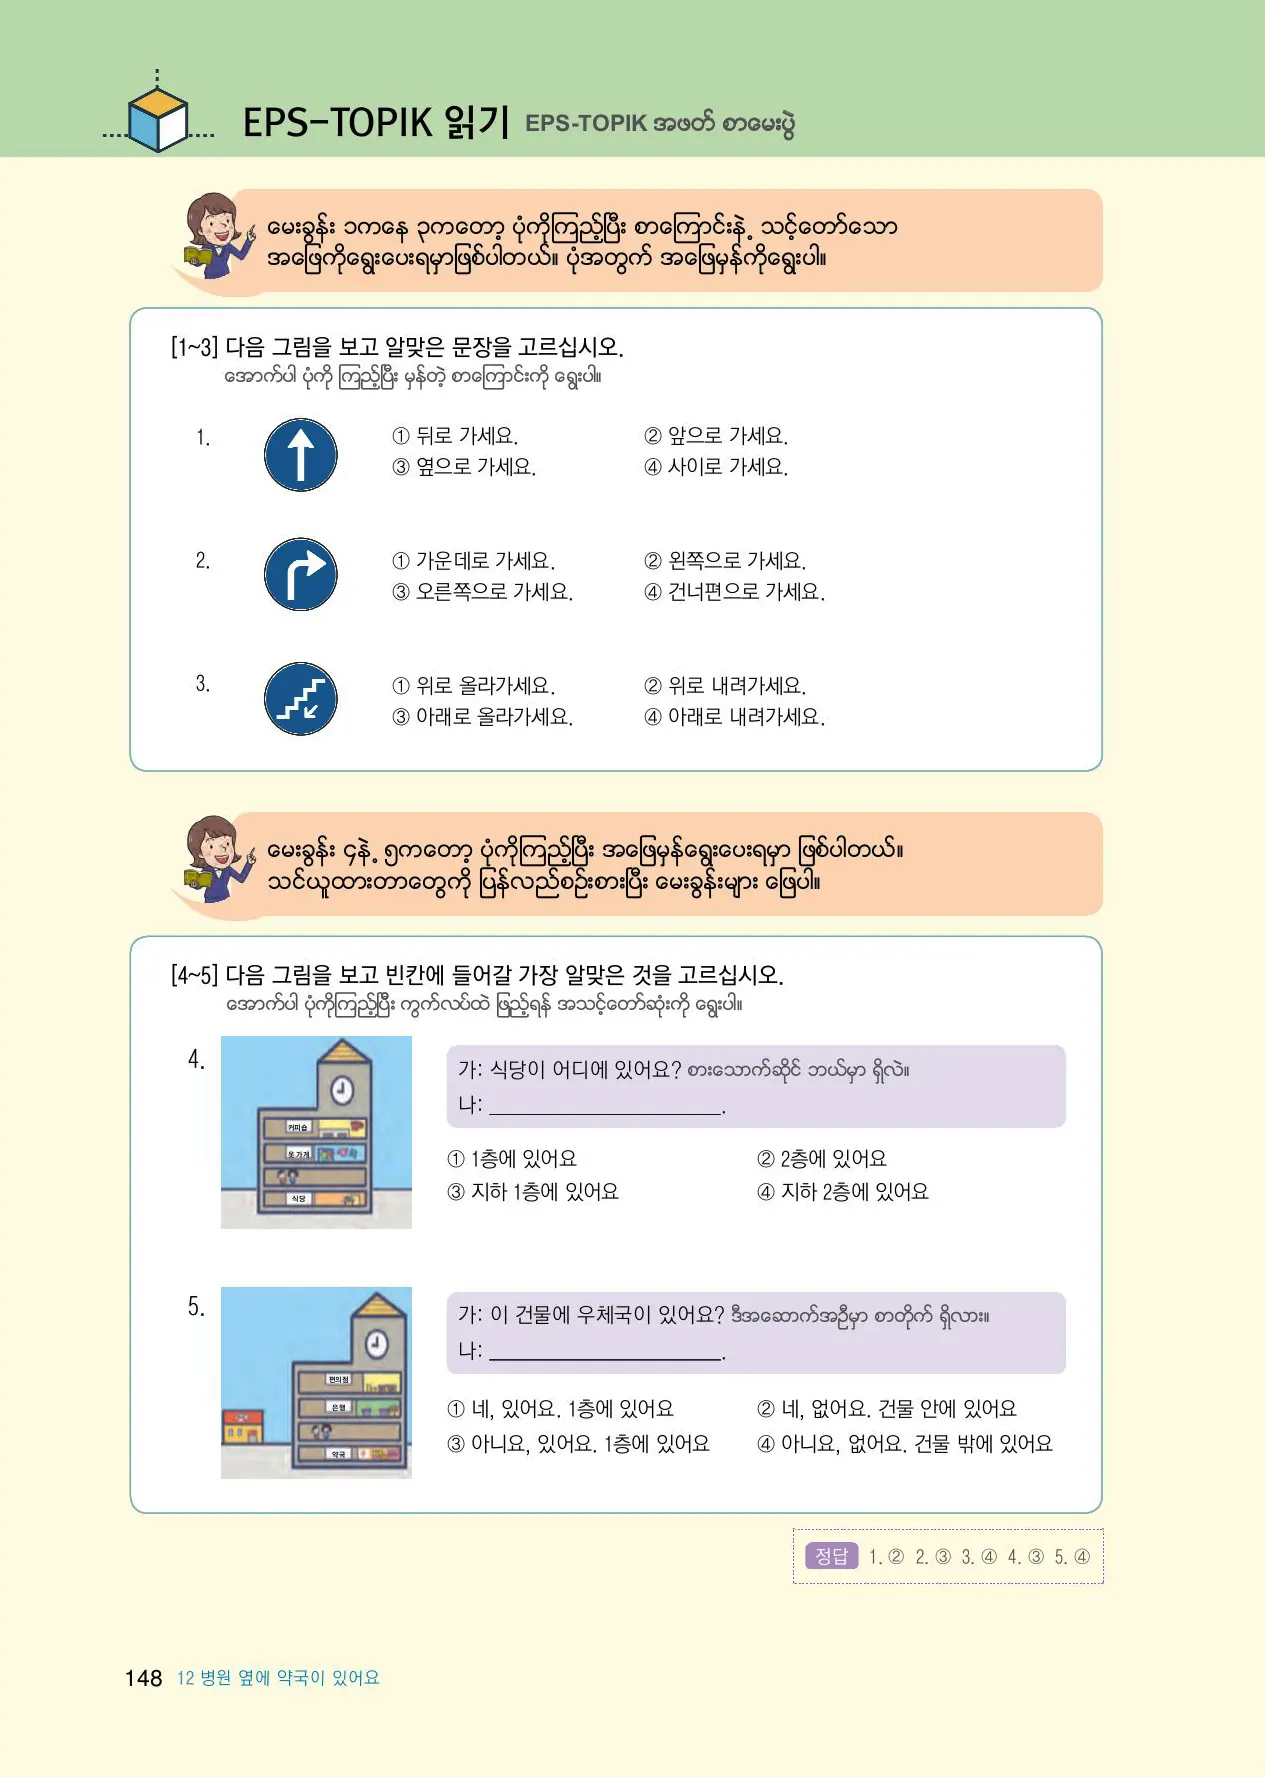 EPS-TOPIK 읽기 EPS-TOPIK အဖတ် စာမေးပွဲ
မေးခွန်း ၁ကနေ ၃ကတော့ ပုံကိုကြည့်ပြီး စာကြောင်းနဲ့ သင့်တော်သော
အဖြေကိုရွေးပေးရမှာဖြစ်ပါတယ်။ ပုံအတွက် အဖြေမှန်ကိုရွေးပါ။
[1~3] 다음 그림을 보고 알맞은 문장을 고르십시오.
အောက်ပါ ပုံကို ကြည့်ပြီး မှန်တဲ့ စာကြောင်းကို ရွေးပါ။
1.
① 뒤로 가세요. ② 앞으로 가세요.
③ 옆으로 가세요. ④ 사이로 가세요.
2.
① 가운데로 가세요. ② 왼쪽으로 가세요.
③ 오른쪽으로 가세요. ④ 건너편으로 가세요.
3.
① 위로 올라가세요. ② 위로 내려가세요.
③ 아래로 올라가세요. ④ 아래로 내려가세요.
မေးခွန်း ၄နဲ့ ၅ကတော့ ပုံကိုကြည့်ပြီး အဖြေမှန်ရွေးပေးရမှာ ဖြစ်ပါတယ်။
သင်ယူထားတာတွေကို ပြန်လည်စဉ်းစားပြီး မေးခွန်းများ ဖြေပါ။
[4~5] 다음 그림을 보고 빈칸에 들어갈 가장 알맞은 것을 고르십시오.
အောက်ပါ ပုံကိုကြည့်ပြီး ကွက်လပ်ထဲ ဖြည့်ရန် အသင့်တော်ဆုံးကို ရွေးပါ။
4.
커피숍
옷 가게
식당
가: 식당이 어디에 있어요? စားသောက်ဆိုင် ဘယ်မှာ ရှိလဲ။
나: ______________________.
① 1층에 있어요 ② 2층에 있어요
③ 지하 1층에 있어요 ④ 지하 2층에 있어요
5.
편의점
은행
약국
가: 이 건물에 우체국이 있어요? ဒီအဆောက်အဦမှာ စာတိုက် ရှိလား။
나: ______________________.
① 네, 있어요. 1층에 있어요 ② 네, 없어요. 건물 안에 있어요
③ 아니요, 있어요. 1층에 있어요 ④ 아니요, 없어요. 건물 밖에 있어요
정답 1. ② 2. ③ 3. ④ 4. ③ 5. ④
148 12 병원 옆에 약국이 있어요